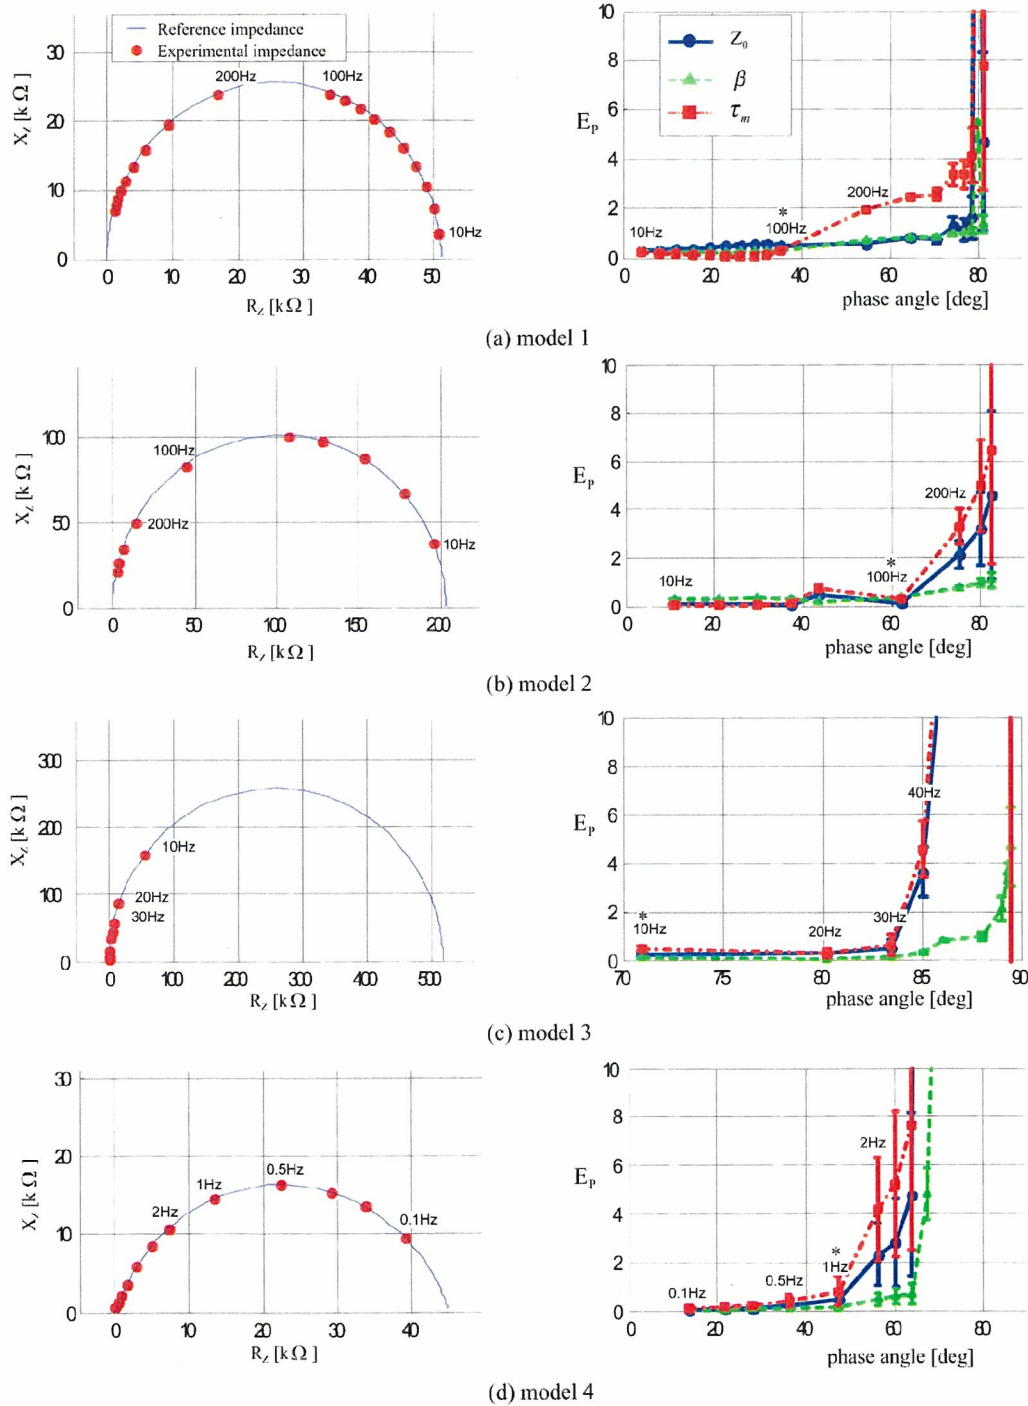 Reference impedance
Experimental impedance
200Hz
100Hz
10Hz
X_Z [kΩ]
30
25
20
10
0
0
10
20
30
40
50
R_Z [kΩ]
Z_0
β
τ_m
E_P
10
8
6
4
2
0
10Hz
*
100Hz
200Hz
0
20
40
60
80
phase angle [deg]
(a) model 1
X_Z [kΩ]
100
50
0
100Hz
200Hz
10Hz
0
50
100
150
200
R_Z [kΩ]
E_P
10
8
6
4
2
0
10Hz
*
100Hz
200Hz
0
20
40
60
80
phase angle [deg]
(b) model 2
X_Z [kΩ]
300
200
100
0
10Hz
20Hz
30Hz
0
100
200
300
400
500
R_Z [kΩ]
E_P
10
8
6
4
2
0
*
10Hz
20Hz
30Hz
40Hz
70
75
80
85
90
phase angle [deg]
(c) model 3
X_Z [kΩ]
30
20
10
0
2Hz
1Hz
0.5Hz
0.1Hz
0
10
20
30
40
R_Z [kΩ]
E_P
10
8
6
4
2
0
0.1Hz
0.5Hz
*
1Hz
2Hz
0
20
40
60
80
phase angle [deg]
(d) model 4